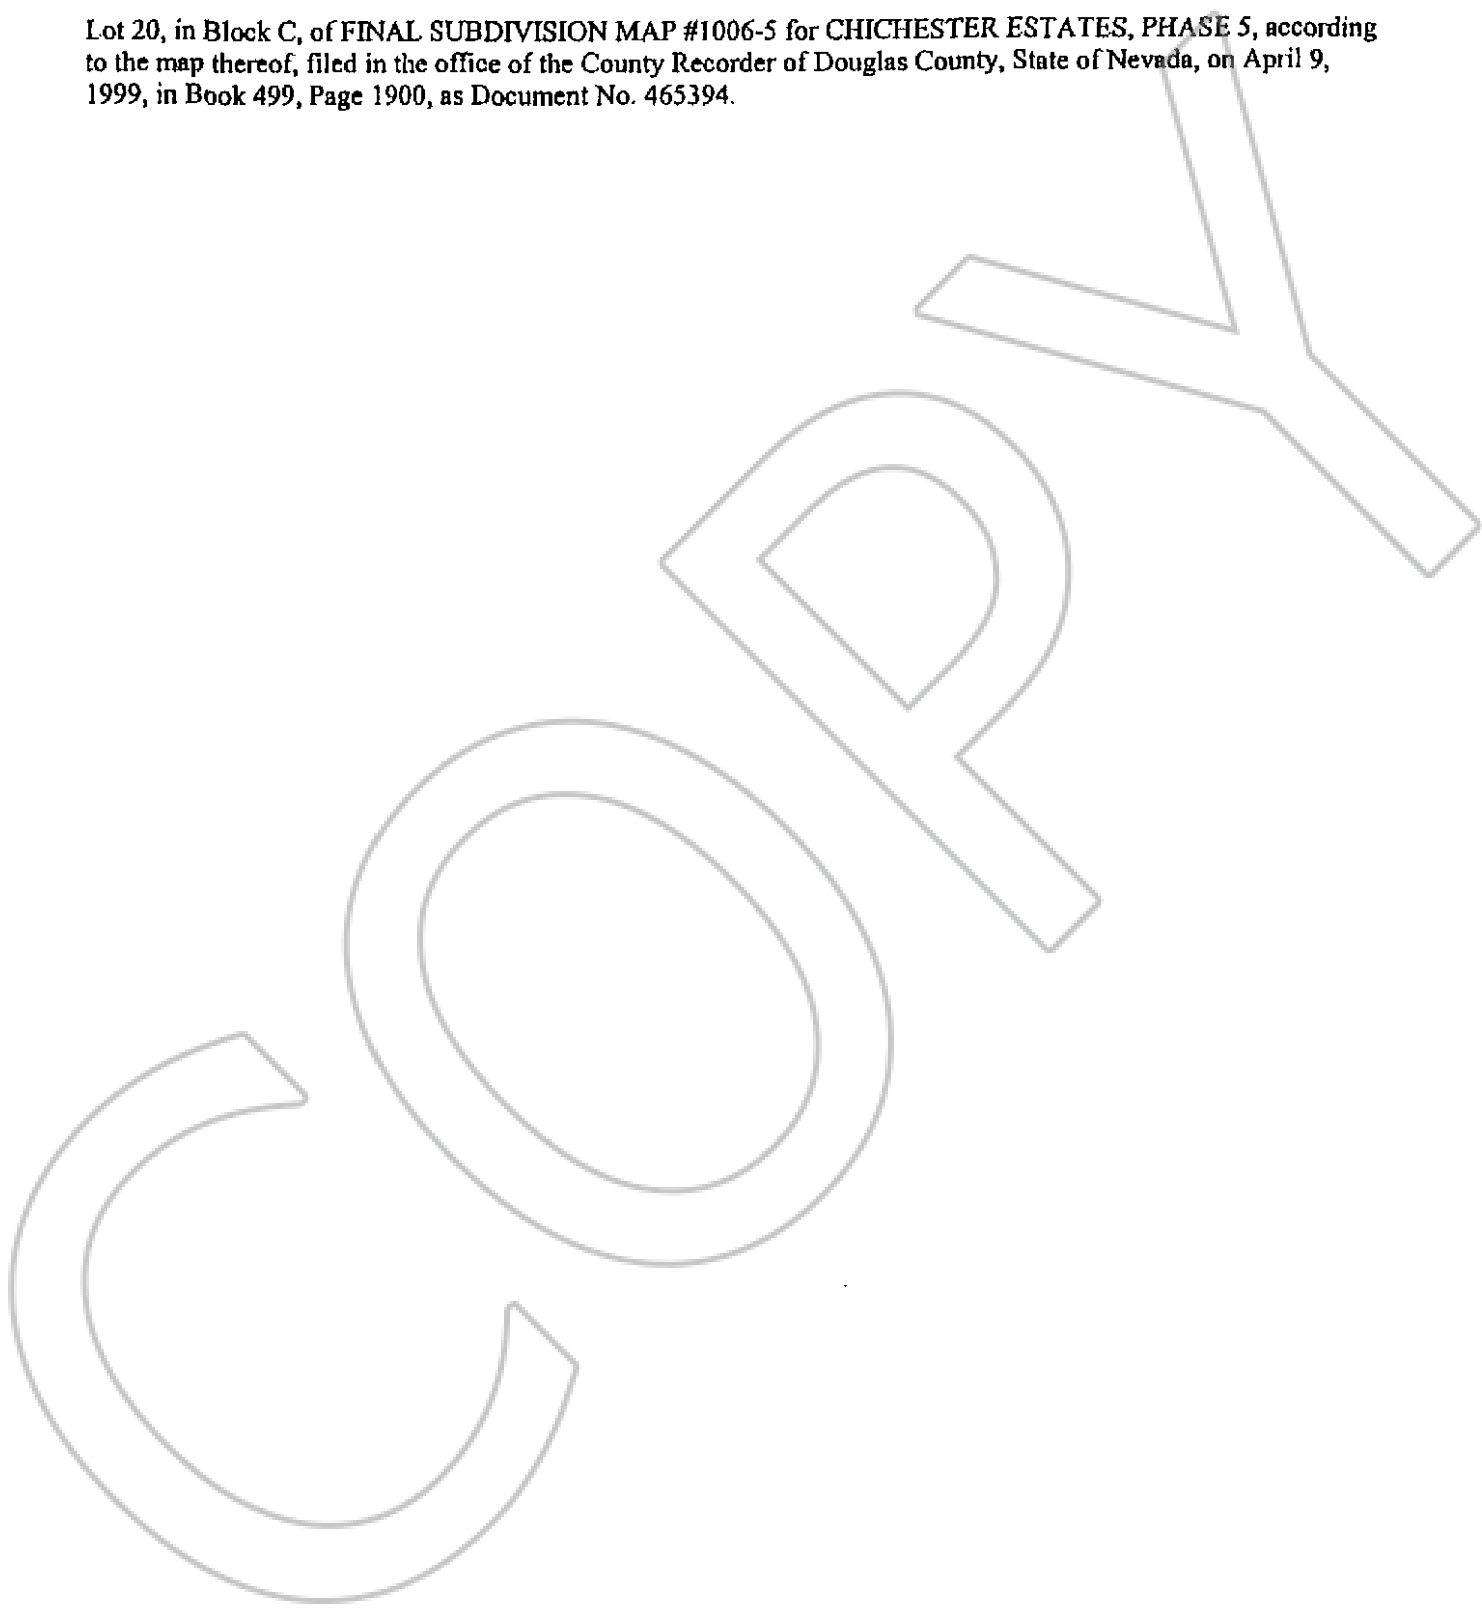 Lot 20, in Block C, of FINAL SUBDIVISION MAP #1006-5 for CHICHESTER ESTATES, PHASE 5, according
to the map thereof, filed in the office of the County Recorder of Douglas County, State of Nevada, on April 9,
1999, in Book 499, Page 1900, as Document No. 465394.
COPY